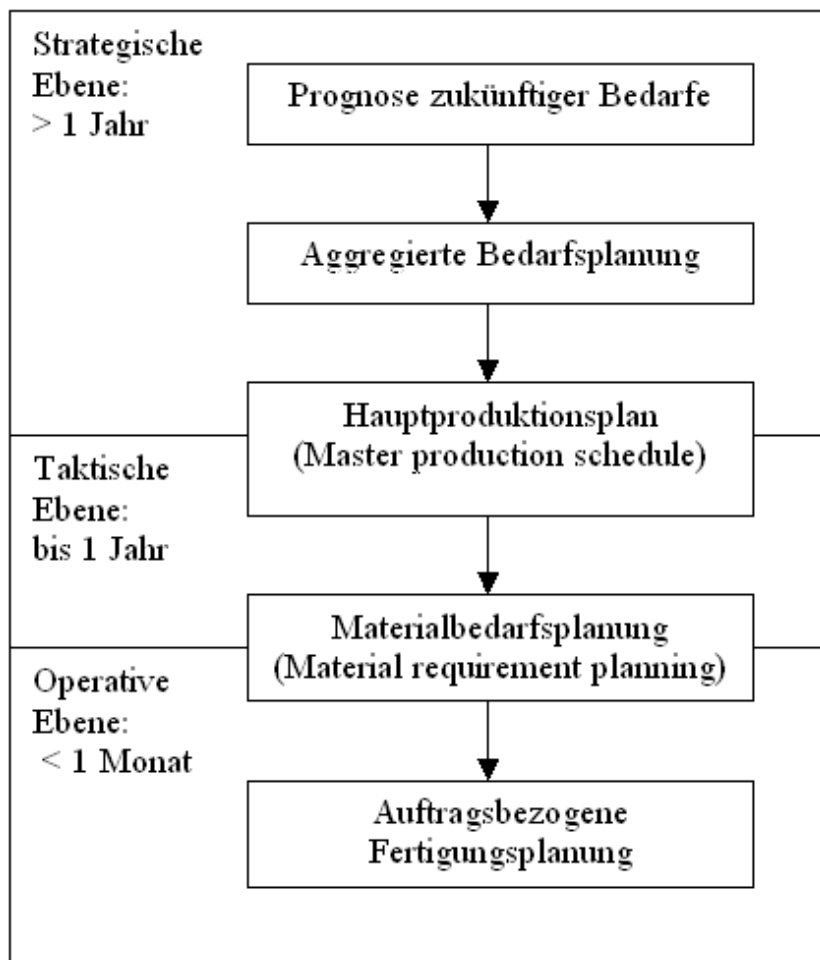 Strategische
Ebene:
> 1 Jahr
Prognose zukünftiger Bedarfe
Aggregierte Bedarfsplanung
Hauptproduktionsplan
(Master production schedule)
Taktische
Ebene:
bis 1 Jahr
Materialbedarfsplanung
(Material requirement planning)
Operative
Ebene:
< 1 Monat
Auftragsbezogene
Fertigungsplanung